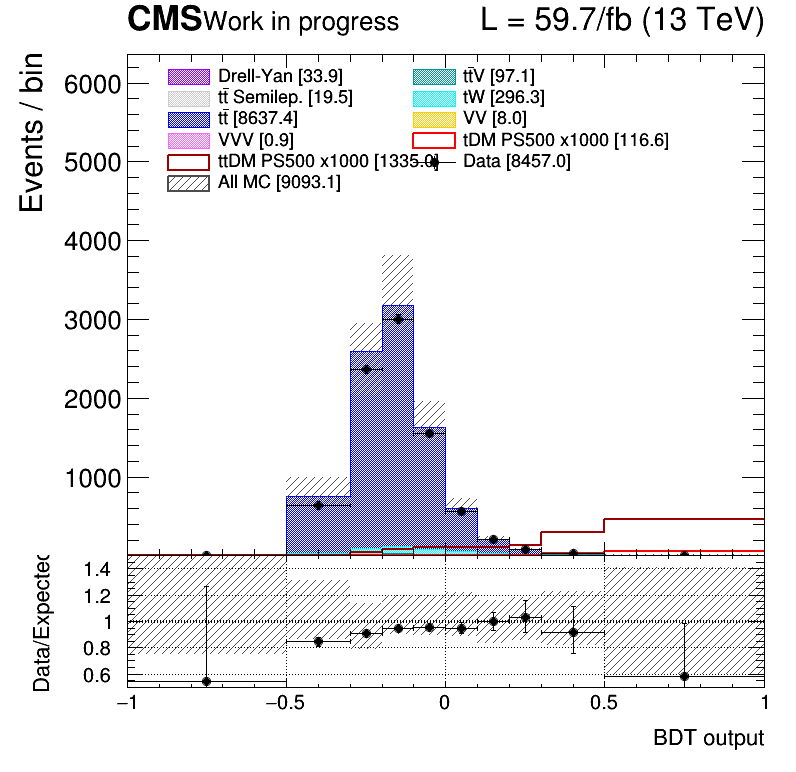 CMS Work in progress L = 59.7/fb (13 TeV)
Events / bin
Drell-Yan [33.9] tt̄V [97.1]
tt̄ Semilep. [19.5] tW [296.3]
tt̄ [8637.4] VV [8.0]
VVV [0.9] tDM PS500 x1000 [116.6]
ttDM PS500 x1000 [1335.0] Data [8457.0]
All MC [9093.1]
6000
5000
4000
3000
2000
1000
Data/Expected
1.4
1.2
1
0.8
0.6
−1 −0.5 0 0.5 1
BDT output